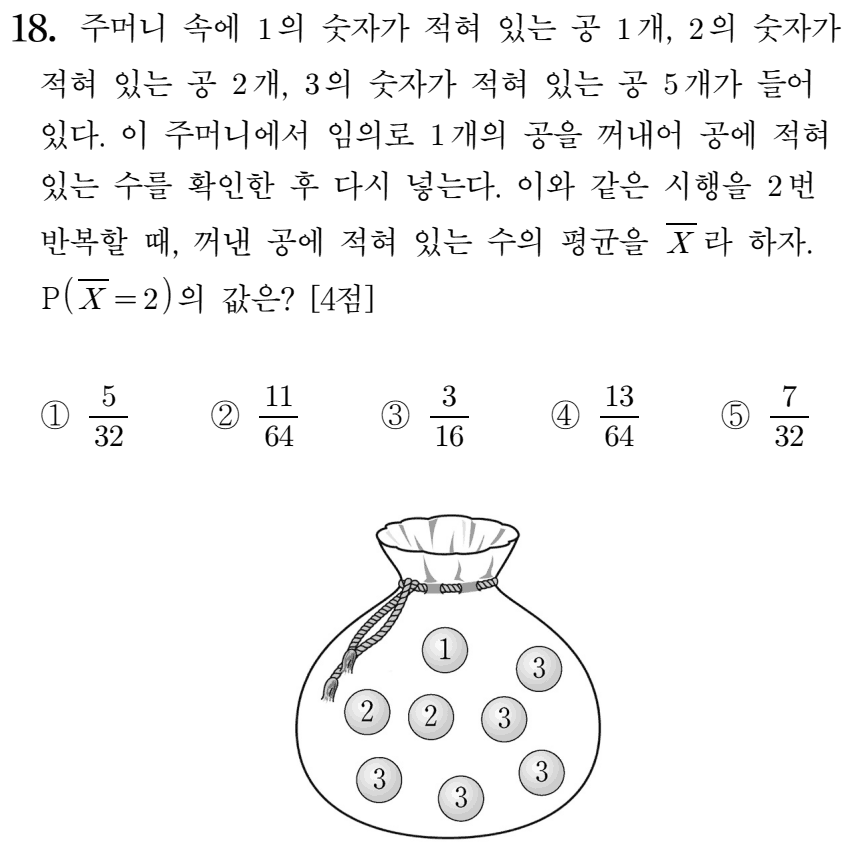 18. 주머니 속에 1의 숫자가 적혀 있는 공 1개, 2의 숫자가
적혀 있는 공 2개, 3의 숫자가 적혀 있는 공 5개가 들어
있다. 이 주머니에서 임의로 1개의 공을 꺼내어 공에 적혀
있는 수를 확인한 후 다시 넣는다. 이와 같은 시행을 2번
반복할 때, 꺼낸 공에 적혀 있는 수의 평균을 X̄ 라 하자.
P(X̄=2)의 값은? [4점]
① 5/32 ② 11/64 ③ 3/16 ④ 13/64 ⑤ 7/32
1
3
2 2 3
3 3 3